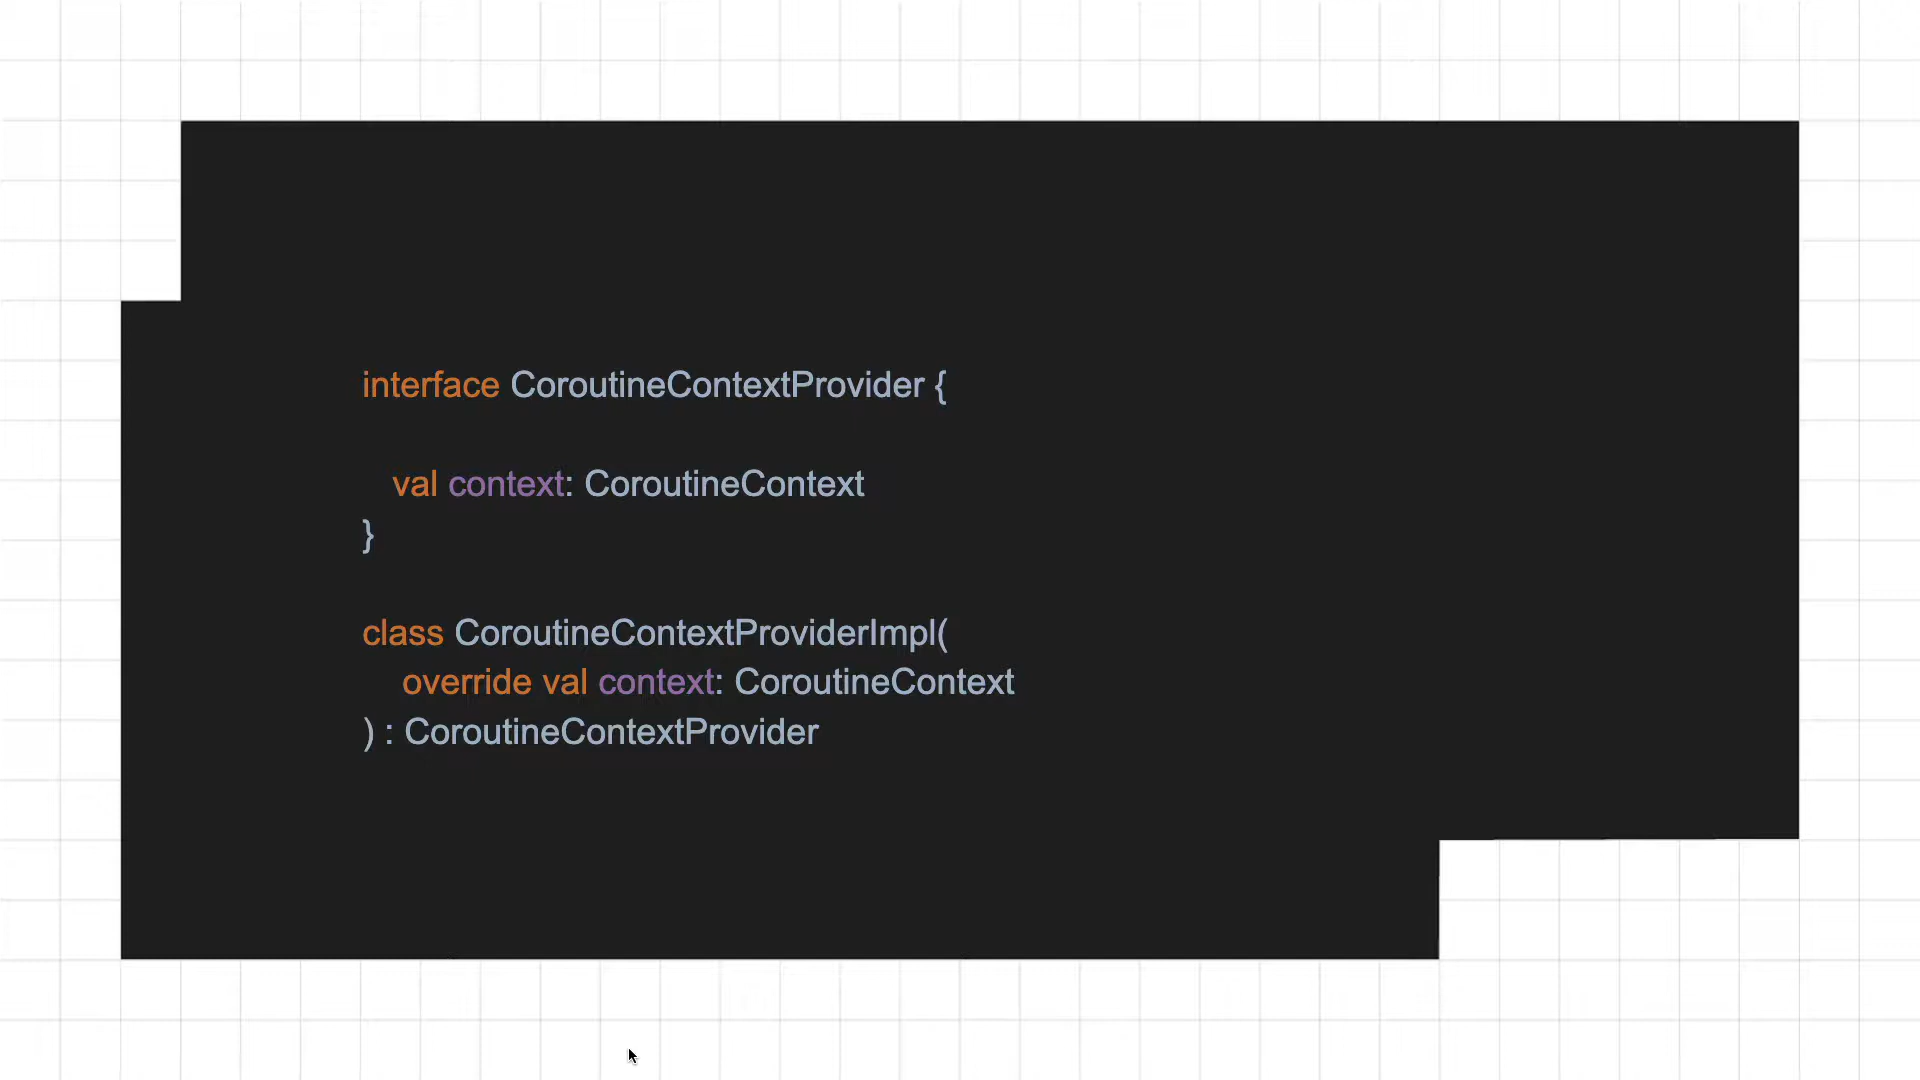 interface CoroutineContextProvider {
val context: CoroutineContext
}
class CoroutineContextProviderImpl(
override val context: CoroutineContext
) : CoroutineContextProvider